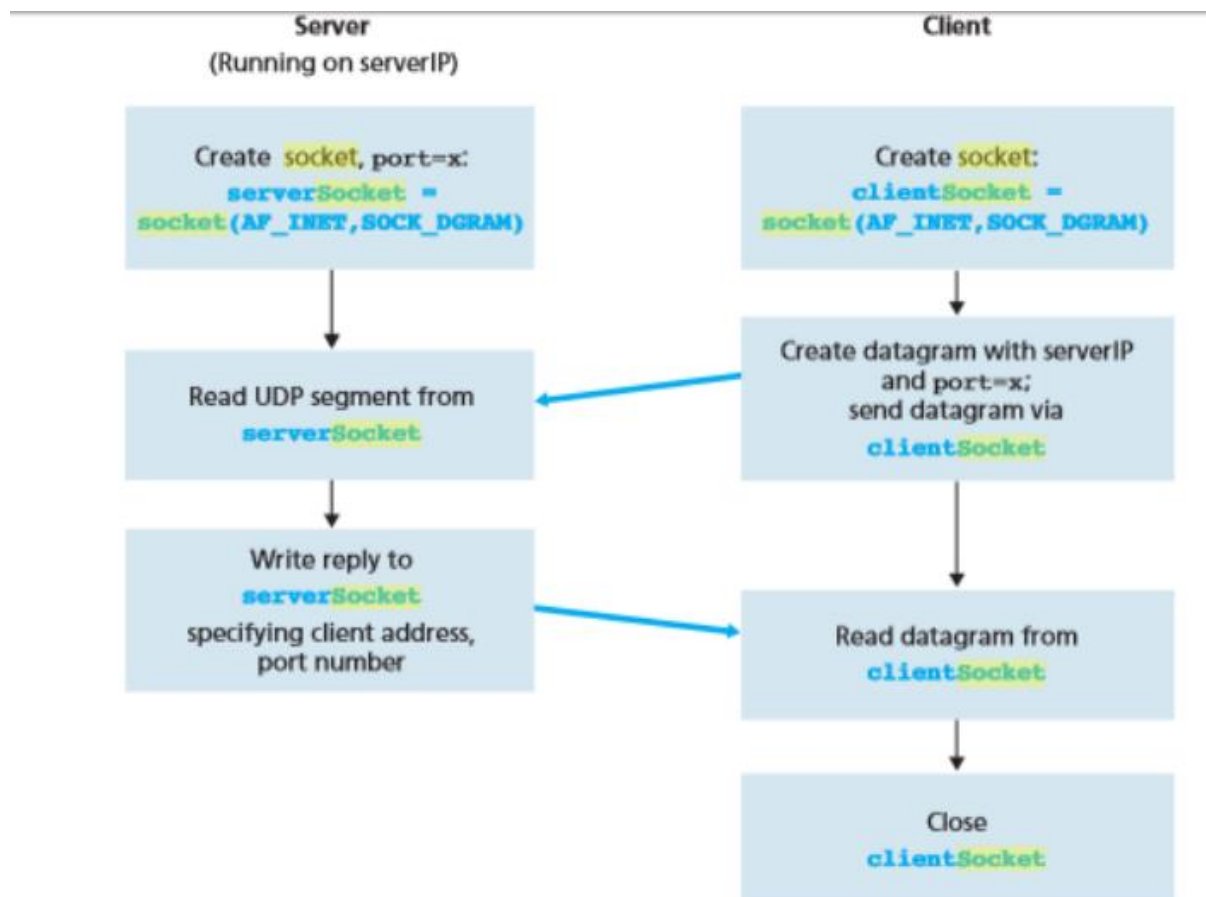 Server
(Running on serverIP)
Create socket, port=x:
serverSocket =
socket(AF_INET,SOCK_DGRAM)
Read UDP segment from
serverSocket
Write reply to
serverSocket
specifying client address,
port number
Client
Create socket:
clientSocket =
socket(AF_INET,SOCK_DGRAM)
Create datagram with serverIP
and port=x;
send datagram via
clientSocket
Read datagram from
clientSocket
Close
clientSocket